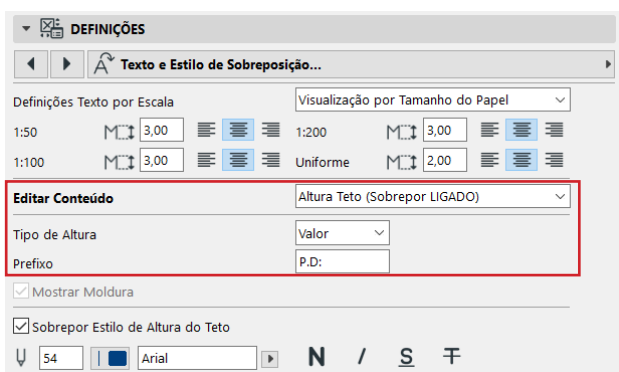 DEFINIÇÕES
Texto e Estilo de Sobreposição...
Definições Texto por Escala Visualização por Tamanho do Papel
1:50 M 3,00 1:200 M 3,00
1:100 M 3,00 Uniforme M 2,00
Editar Conteúdo Altura Teto (Sobrepor LIGADO)
Tipo de Altura Valor
Prefixo P.D:
Mostrar Moldura
Sobrepor Estilo de Altura do Teto
54 Arial N I S T